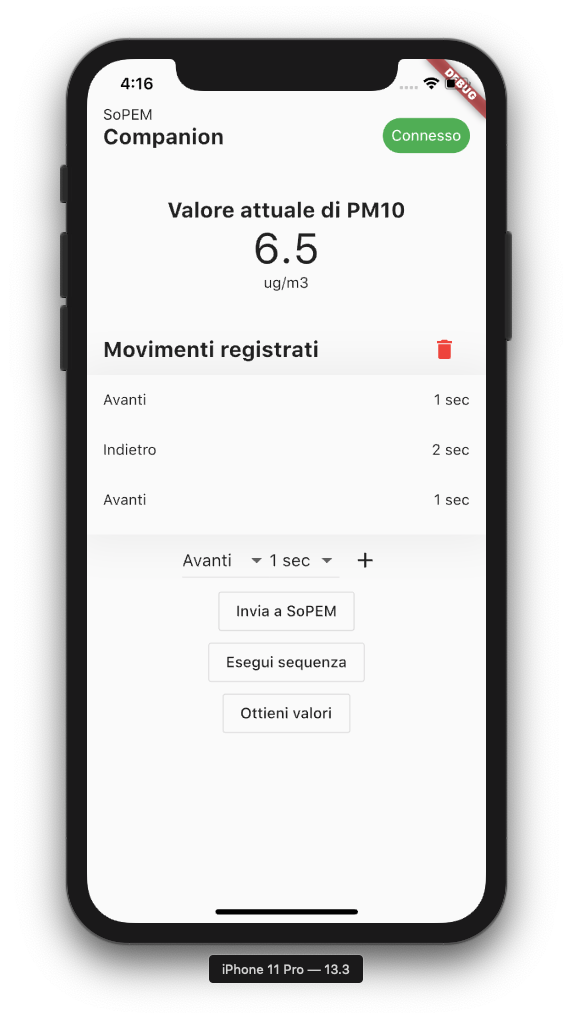 4:16
DEBUG
SoPEM
Companion
Connesso
Valore attuale di PM10
6.5
ug/m3
Movimenti registrati
Avanti 1 sec
Indietro 2 sec
Avanti 1 sec
Avanti 1 sec +
Invia a SoPEM
Esegui sequenza
Ottieni valori
iPhone 11 Pro — 13.3